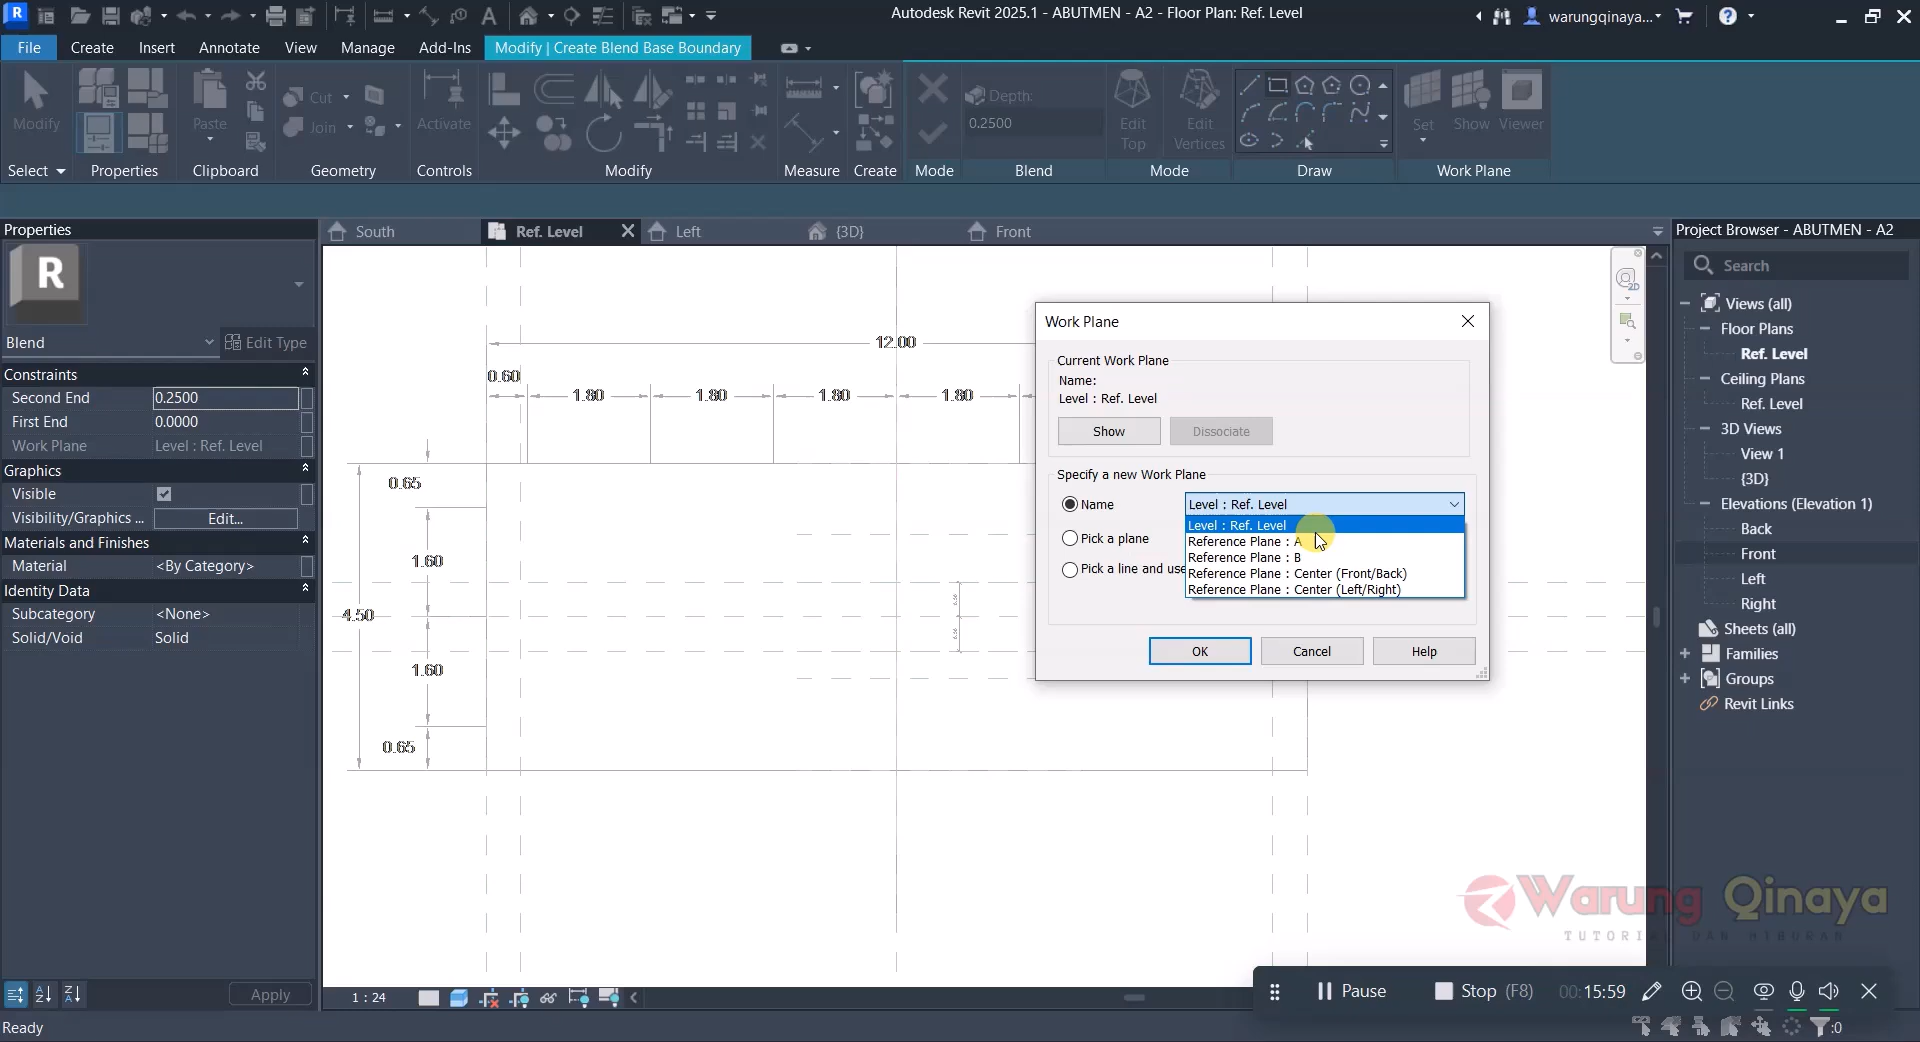 Autodesk Revit 2025.1 - ABUTMEN - A2 - Floor Plan: Ref. Level
warungqinaya...
File
Create
Insert
Annotate
View
Manage
Add-Ins
Modify | Create Blend Base Boundary
Modify
Paste
Cut
Join
Activate
Depth:
0.2500
Edit
Top
Edit
Vertices
Set
Show
Viewer
Select
Properties
Clipboard
Geometry
Controls
Modify
Measure
Create
Mode
Blend
Mode
Draw
Work Plane
Properties
R
Blend
Edit Type
Constraints
Second End 0.2500
First End 0.0000
Work Plane Level : Ref. Level
Graphics
Visible
Visibility/Graphics ... Edit...
Materials and Finishes
Material <By Category>
Identity Data
Subcategory <None>
Solid/Void Solid
Apply
Ready
South
Ref. Level
Left
{3D}
Front
12.00
0.60
1.80
1.80
1.80
1.80
0.65
1.60
4.50
1.60
0.65
2D
Work Plane
Current Work Plane
Name:
Level : Ref. Level
Show
Dissociate
Specify a new Work Plane
Name
Level : Ref. Level
Level : Ref. Level
Reference Plane : A
Reference Plane : B
Reference Plane : Center (Front/Back)
Reference Plane : Center (Left/Right)
Pick a plane
Pick a line and use
OK
Cancel
Help
Project Browser - ABUTMEN - A2
Search
Views (all)
Floor Plans
Ref. Level
Ceiling Plans
Ref. Level
3D Views
View 1
{3D}
Elevations (Elevation 1)
Back
Front
Left
Right
Sheets (all)
Families
Groups
Revit Links
Warung Qinaya
TUTORING DAN HIBURAN
1 : 24
Pause
Stop (F8)
00:15:59
:0